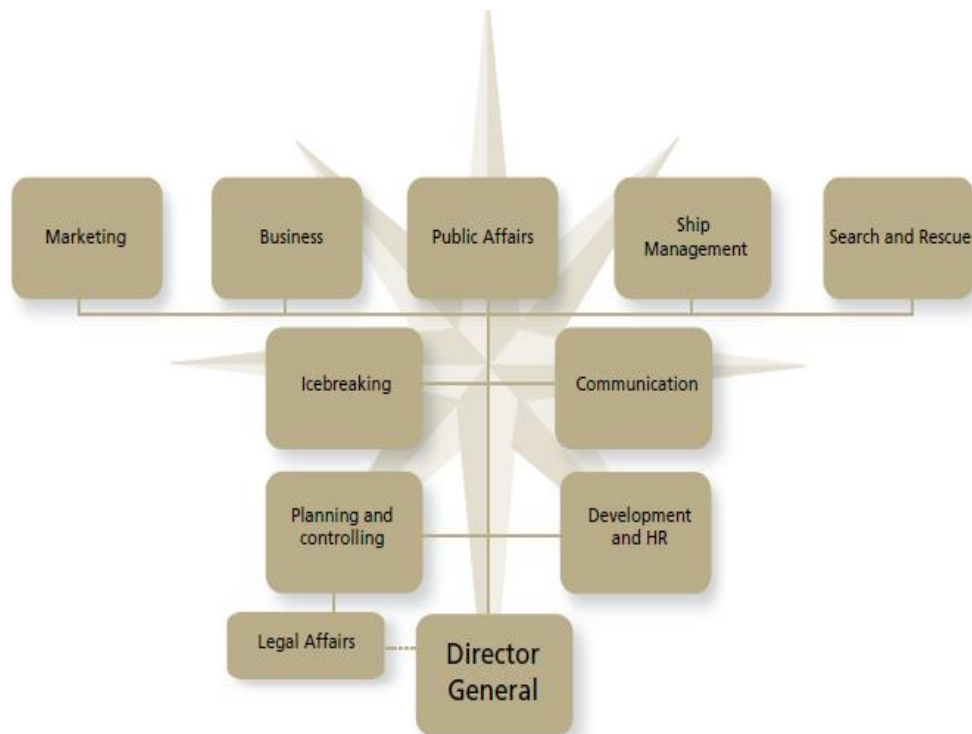 Marketing
Business
Public Affairs
Ship
Management
Search and Rescue
Icebreaking
Communication
Planning and
controlling
Development
and HR
Legal Affairs
Director
General